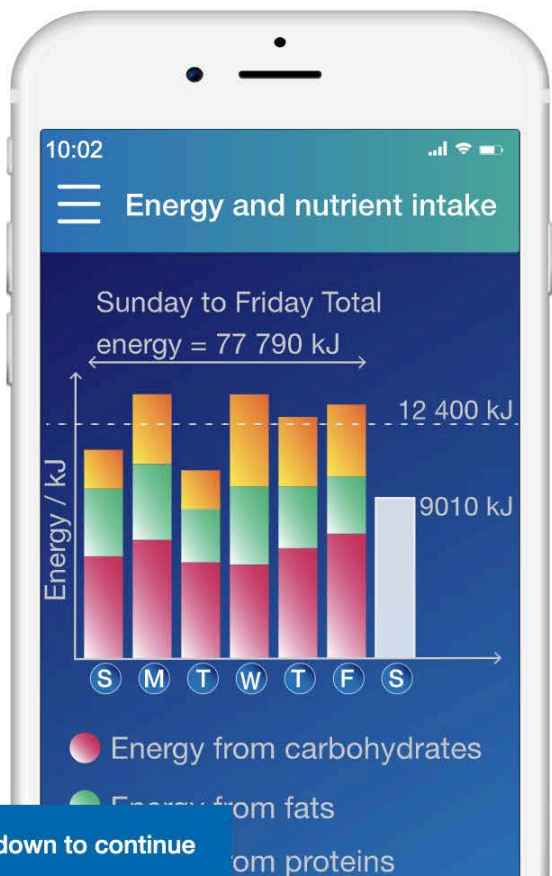 10:02
Energy and nutrient intake
Sunday to Friday Total
energy = 77 790 kJ
12 400 kJ
9010 kJ
Energy / kJ
S M T W T F S
Energy from carbohydrates
Energy from fats
down to continue
om proteins